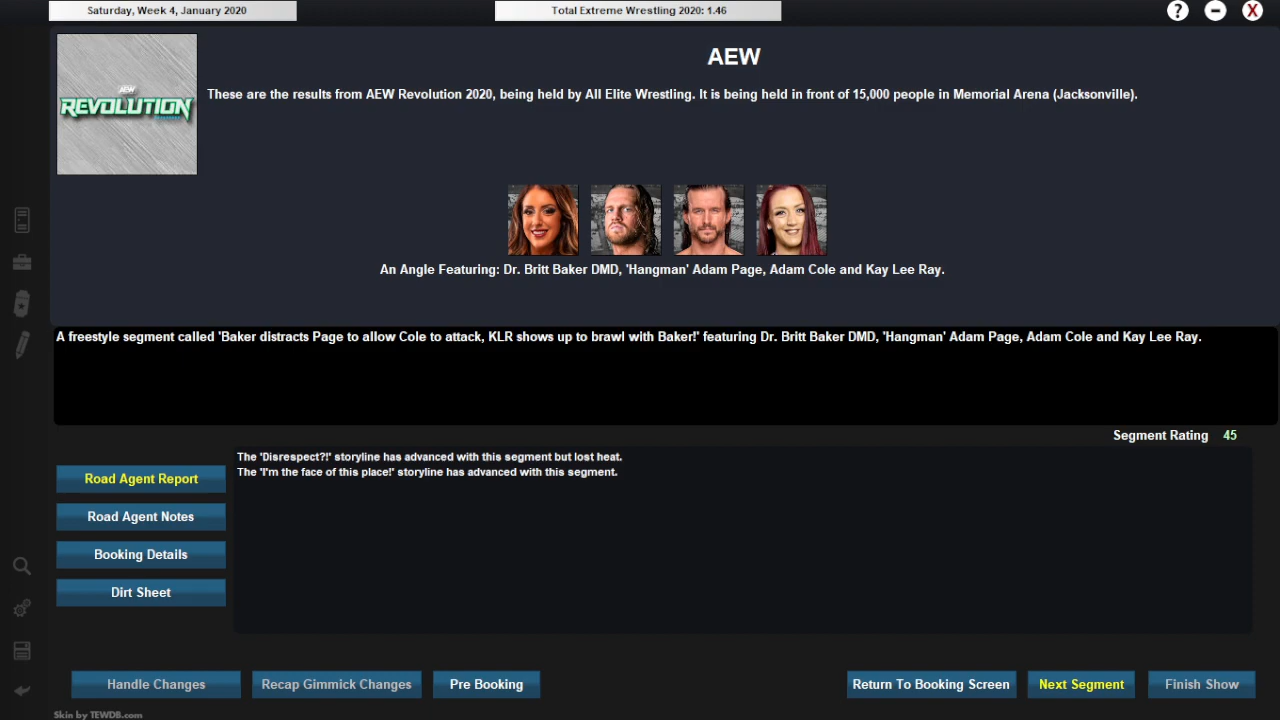 Saturday, Week 4, January 2020
Total Extreme Wrestling 2020: 1.46
?
X
AEW
AEW
REVOLUTION
These are the results from AEW Revolution 2020, being held by All Elite Wrestling. It is being held in front of 15,000 people in Memorial Arena (Jacksonville).
An Angle Featuring: Dr. Britt Baker DMD, 'Hangman' Adam Page, Adam Cole and Kay Lee Ray.
A freestyle segment called 'Baker distracts Page to allow Cole to attack, KLR shows up to brawl with Baker!' featuring Dr. Britt Baker DMD, 'Hangman' Adam Page, Adam Cole and Kay Lee Ray.
Segment Rating 45
The 'Disrespect?!' storyline has advanced with this segment but lost heat.
The 'I'm the face of this place!' storyline has advanced with this segment.
Road Agent Report
Road Agent Notes
Booking Details
Dirt Sheet
Handle Changes
Recap Gimmick Changes
Pre Booking
Return To Booking Screen
Next Segment
Finish Show
Skin by TEWDB.com